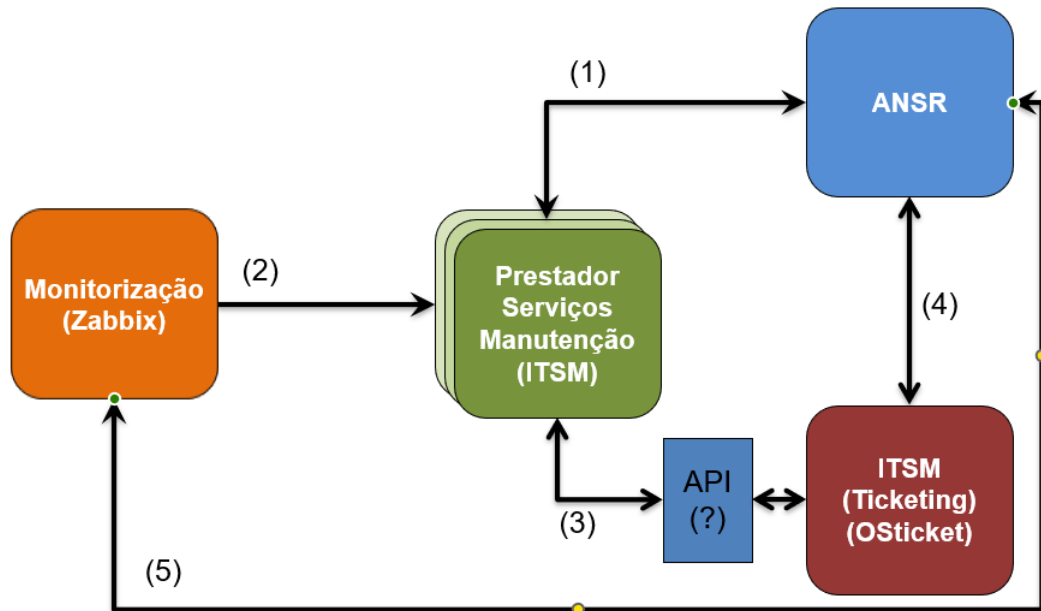 (1)
ANSR
Monitorização
(Zabbix)
(2)
Prestador
Serviços
Manutenção
(ITSM)
(4)
(3)
API
(?)
ITSM
(Ticketing)
(OSticket)
(5)